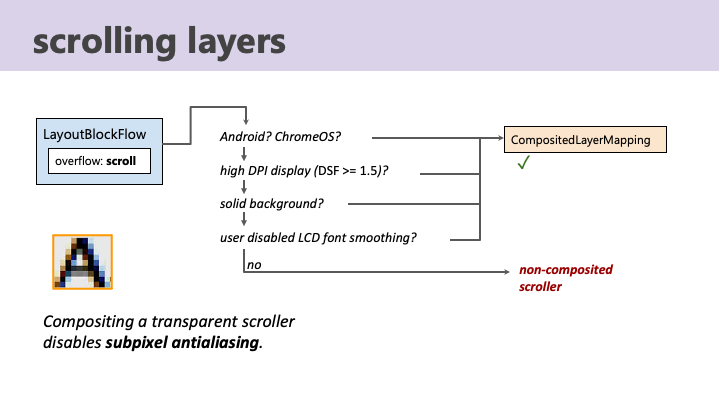 scrolling layers
LayoutBlockFlow
overflow: scroll
Android? ChromeOS?
high DPI display (DSF >= 1.5)?
solid background?
user disabled LCD font smoothing?
no
CompositedLayerMapping
✓
non-composited
scroller
A
Compositing a transparent scroller
disables subpixel antialiasing.